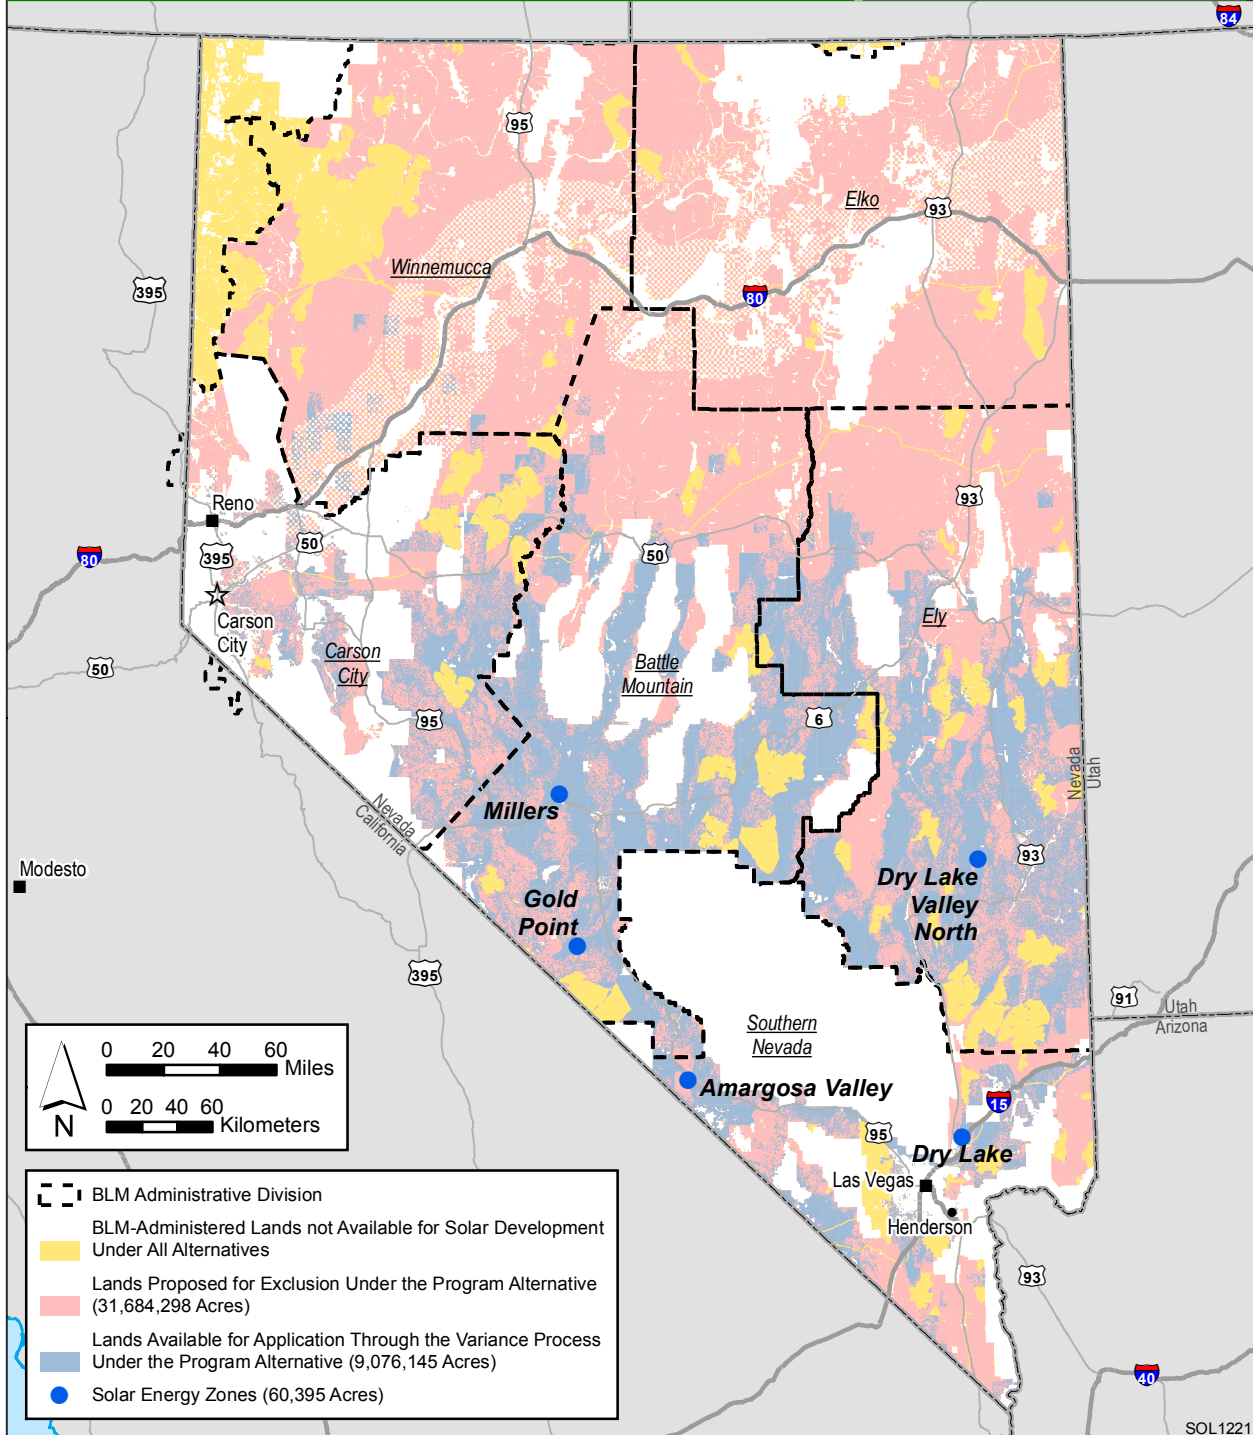 84
95
Elko
93
Winnemucca
395
80
93
Reno
50
50
395
80
Carson
City
Ely
Carson
City
Battle
Mountain
50
95
6
Nevada
Utah
Nevada
California
Millers
93
Modesto
Dry Lake
Valley
North
Gold
Point
395
91
Utah
Arizona
Southern
Nevada
0 20 40 60
Miles
Amargosa Valley
15
0 20 40 60
Kilometers
N
95
Dry Lake
Las Vegas
Henderson
BLM Administrative Division
BLM-Administered Lands not Available for Solar Development
Under All Alternatives
93
Lands Proposed for Exclusion Under the Program Alternative
(31,684,298 Acres)
Lands Available for Application Through the Variance Process
Under the Program Alternative (9,076,145 Acres)
40
Solar Energy Zones (60,395 Acres)
SOL1221